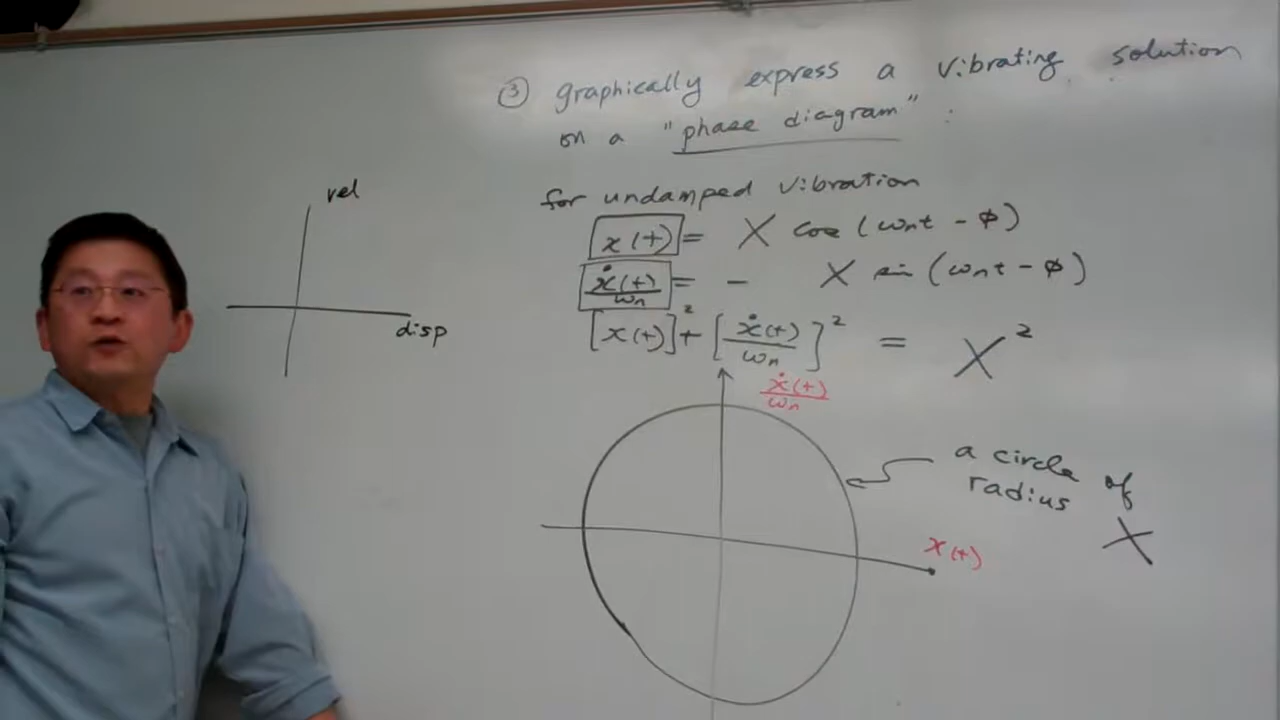 ③ graphically express a vibrating solution
on a "phase diagram" :
for undamped vibration
x(t) = X cos (ωnt - φ)
ẋ(t)/ωn = - X sin (ωnt - φ)
[x(t)]² + [ẋ(t)/ωn]² = X²
vel
disp
ẋ(t)/ωn
a circle of
radius
X
x(t)